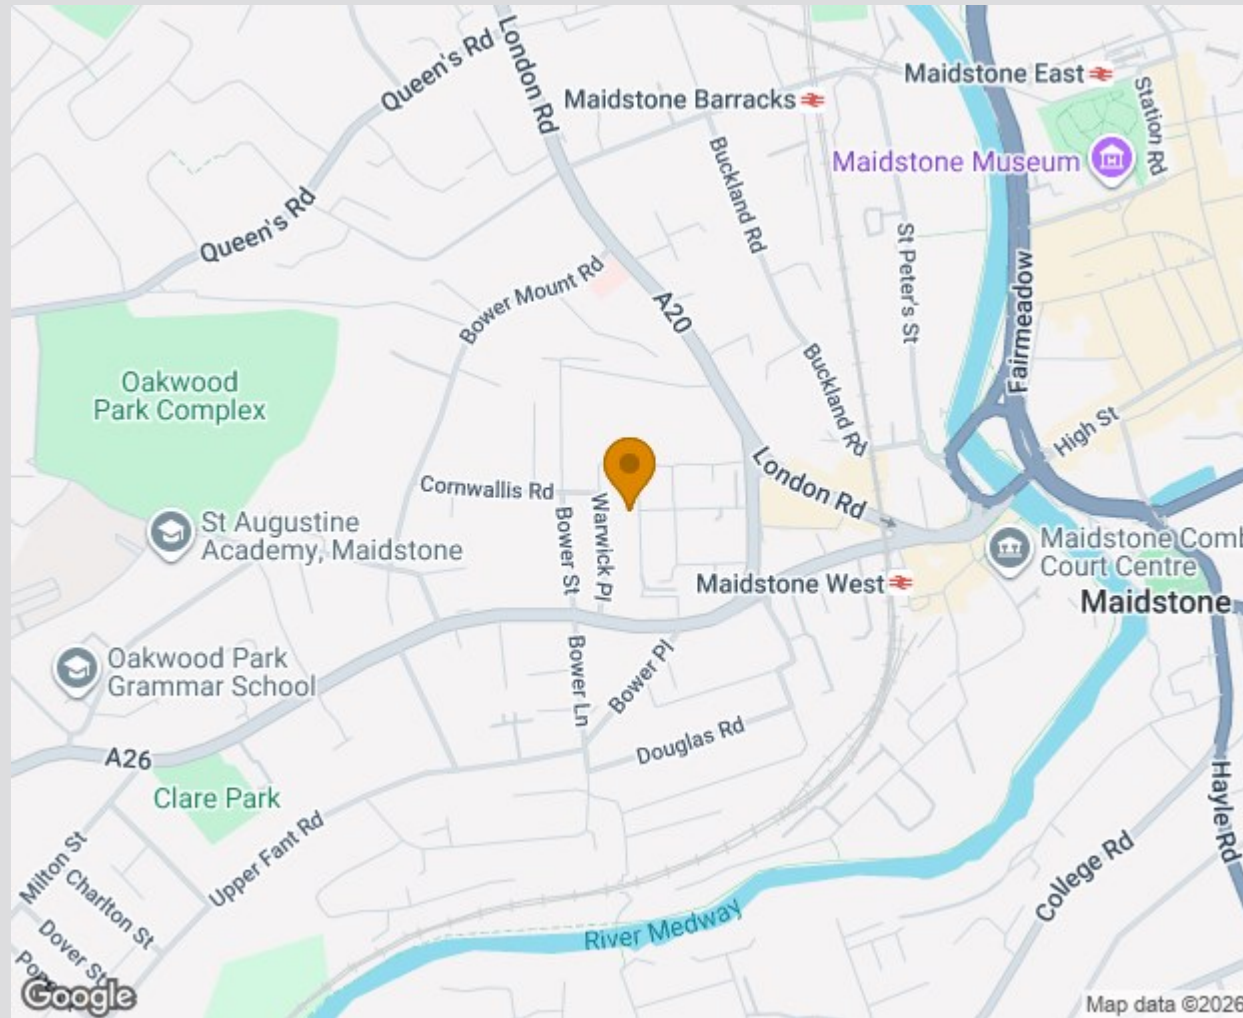 London Rd
Queen's Rd
Maidstone East
Maidstone Barracks
Station Rd
Maidstone Museum
Buckland Rd
Queen's Rd
St Peter's St
Bower Mount Rd
A20
Fairmeadow
Oakwood
Park Complex
Buckland Rd
High St
London Rd
Cornwallis Rd
Warwick Pl
Bower St
St Augustine
Academy, Maidstone
Maidstone Comb
Court Centre
Maidstone West
Maidstone
Oakwood Park
Grammar School
Bower Ln
Bower Pl
Douglas Rd
A26
Clare Park
Hayle Rd
Upper Fant Rd
Milton St
Charlton St
College Rd
Dover St
River Medway
Google
Map data ©2026